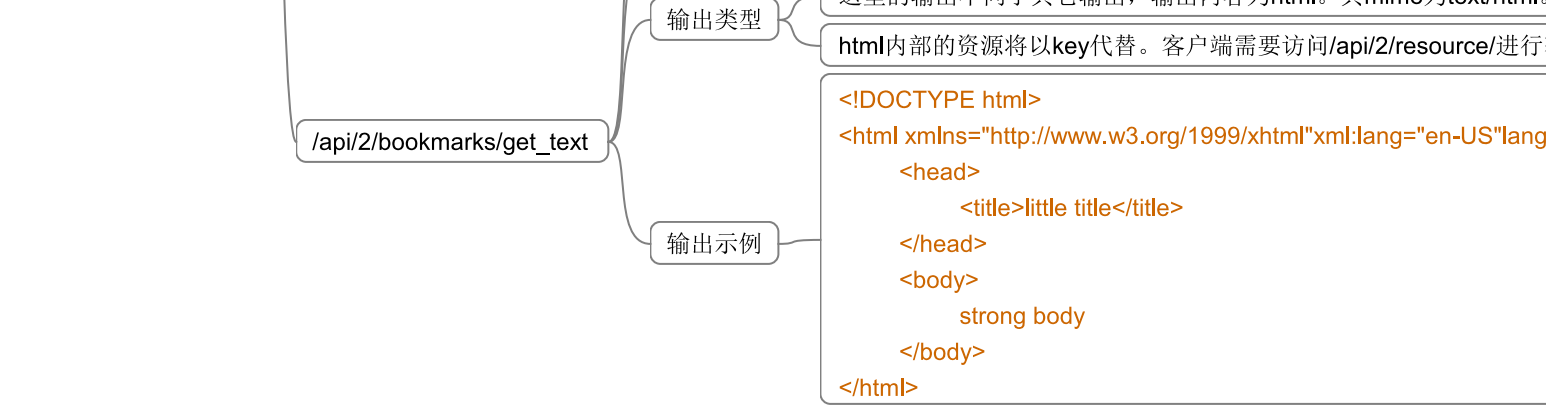 输出类型
html内部的资源将以key代替。客户端需要访问/api/2/resource/进行
/api/2/bookmarks/get_text
输出示例
<!DOCTYPE html>
<html xmlns="http://www.w3.org/1999/xhtml"xml:lang="en-US"lang
<head>
<title>little title</title>
</head>
<body>
strong body
</body>
</html>